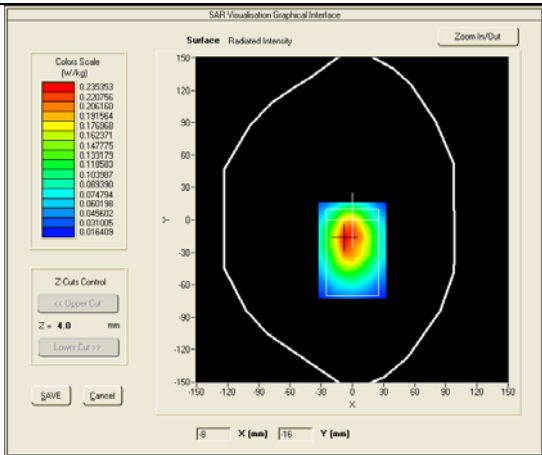 SAR Visualisation Graphical Interface
Surface Radiated Intensity
Zoom In/Out
Colors Scale
(W/kg)
0.235353
0.220756
0.206160
0.191564
0.176968
0.162371
0.147775
0.133179
0.118583
0.103987
0.089390
0.074794
0.060198
0.045602
0.031005
0.016409
150
120
90
60
30
0
-30
-60
-90
-120
-150
Y
-150 -120 -90 -60 -30 0 30 60 90 120 150
X
Z Cuts Control
<< Upper Cut
Z = 4.0 mm
Lower Cut >>
SAVE Cancel
-8 X (mm) -16 Y (mm)